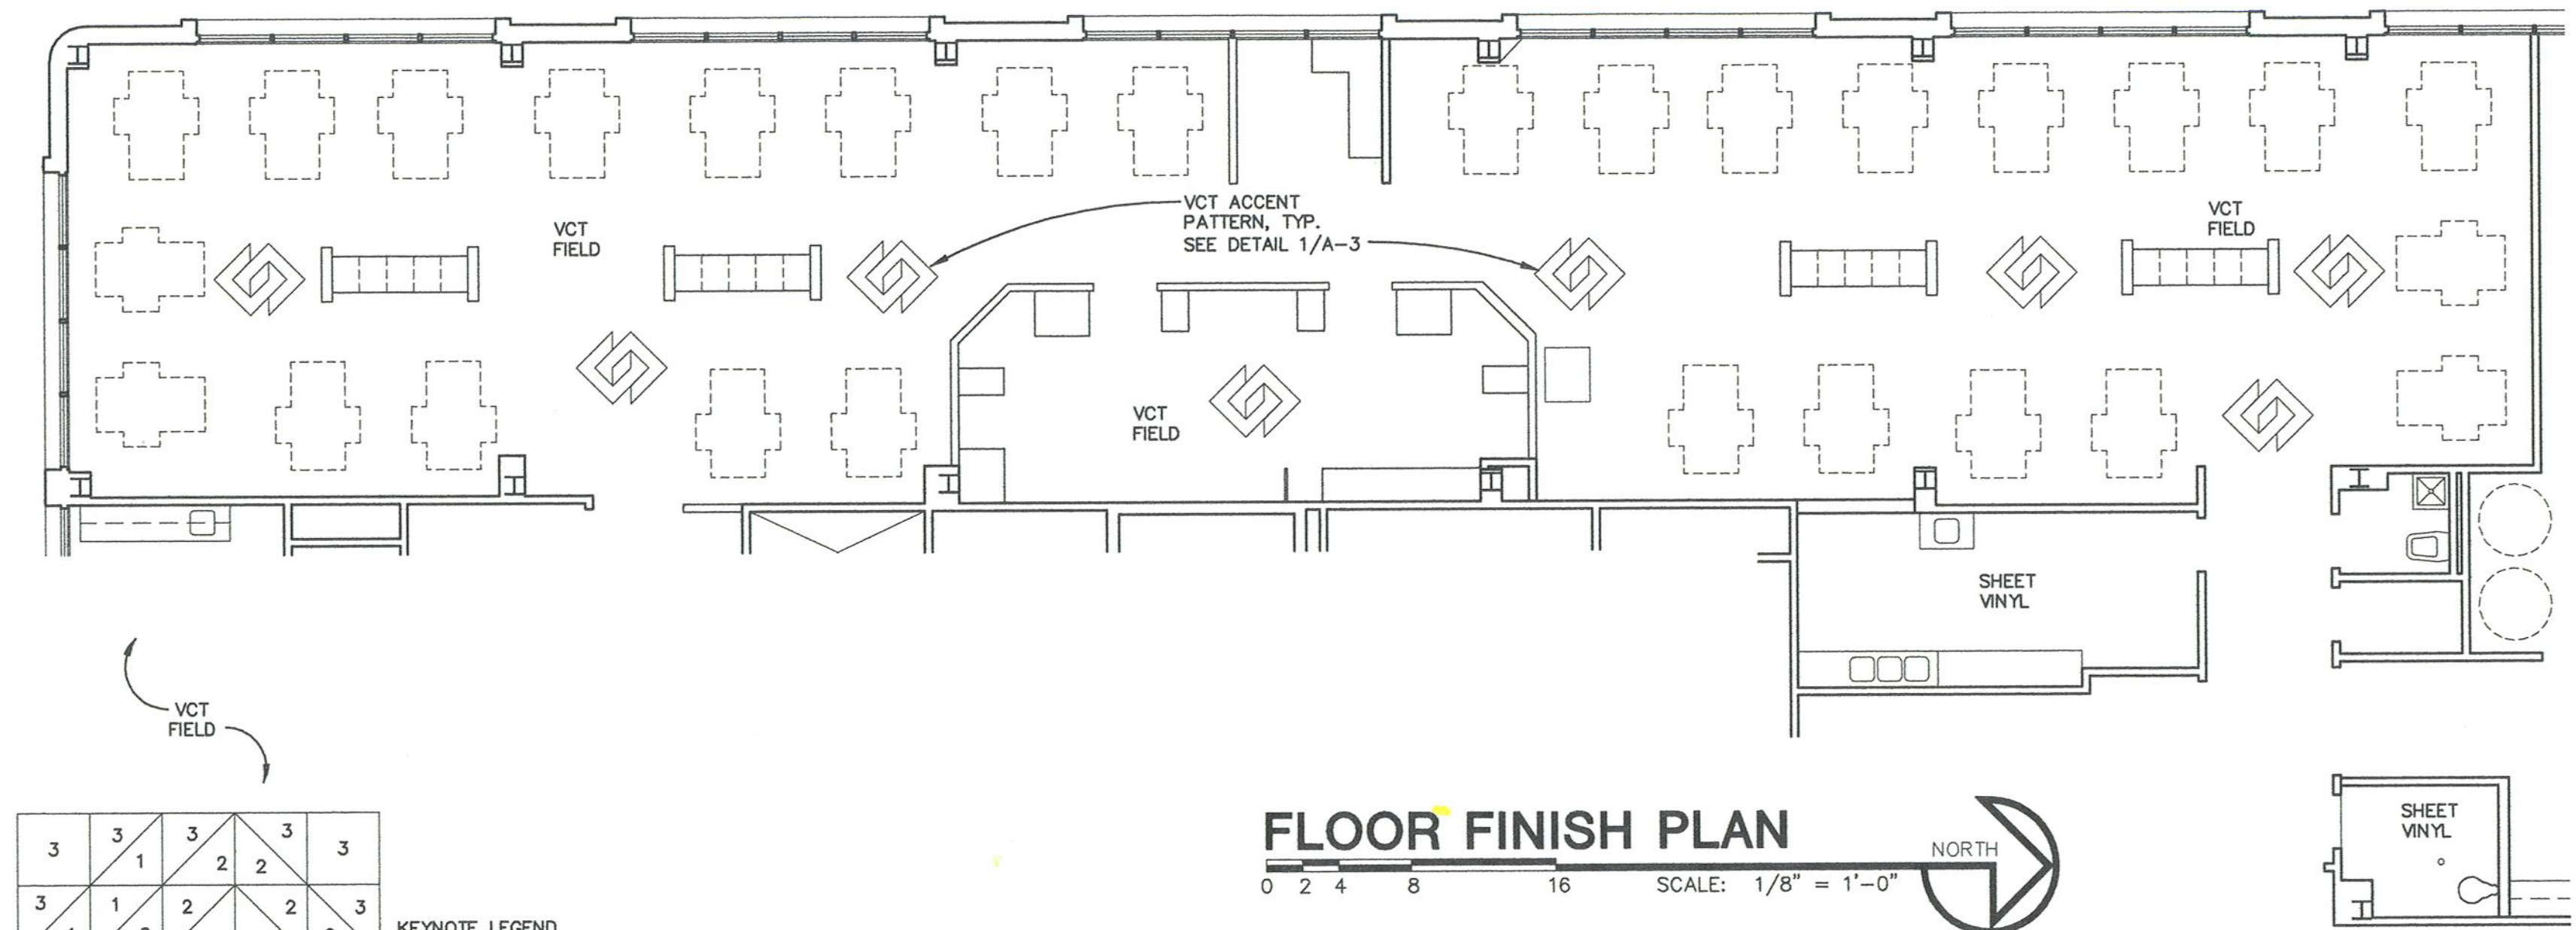 VCT
FIELD
VCT ACCENT
PATTERN, TYP.
SEE DETAIL 1/A-3
VCT
FIELD
VCT
FIELD
SHEET
VINYL
VCT
FIELD
SHEET
VINYL
FLOOR FINISH PLAN
NORTH
0 2 4 8 16
SCALE: 1/8" = 1'-0"
3 3 1 3 2 3 2 3
3 1 2 2 3
KEYNOTE LEGEND